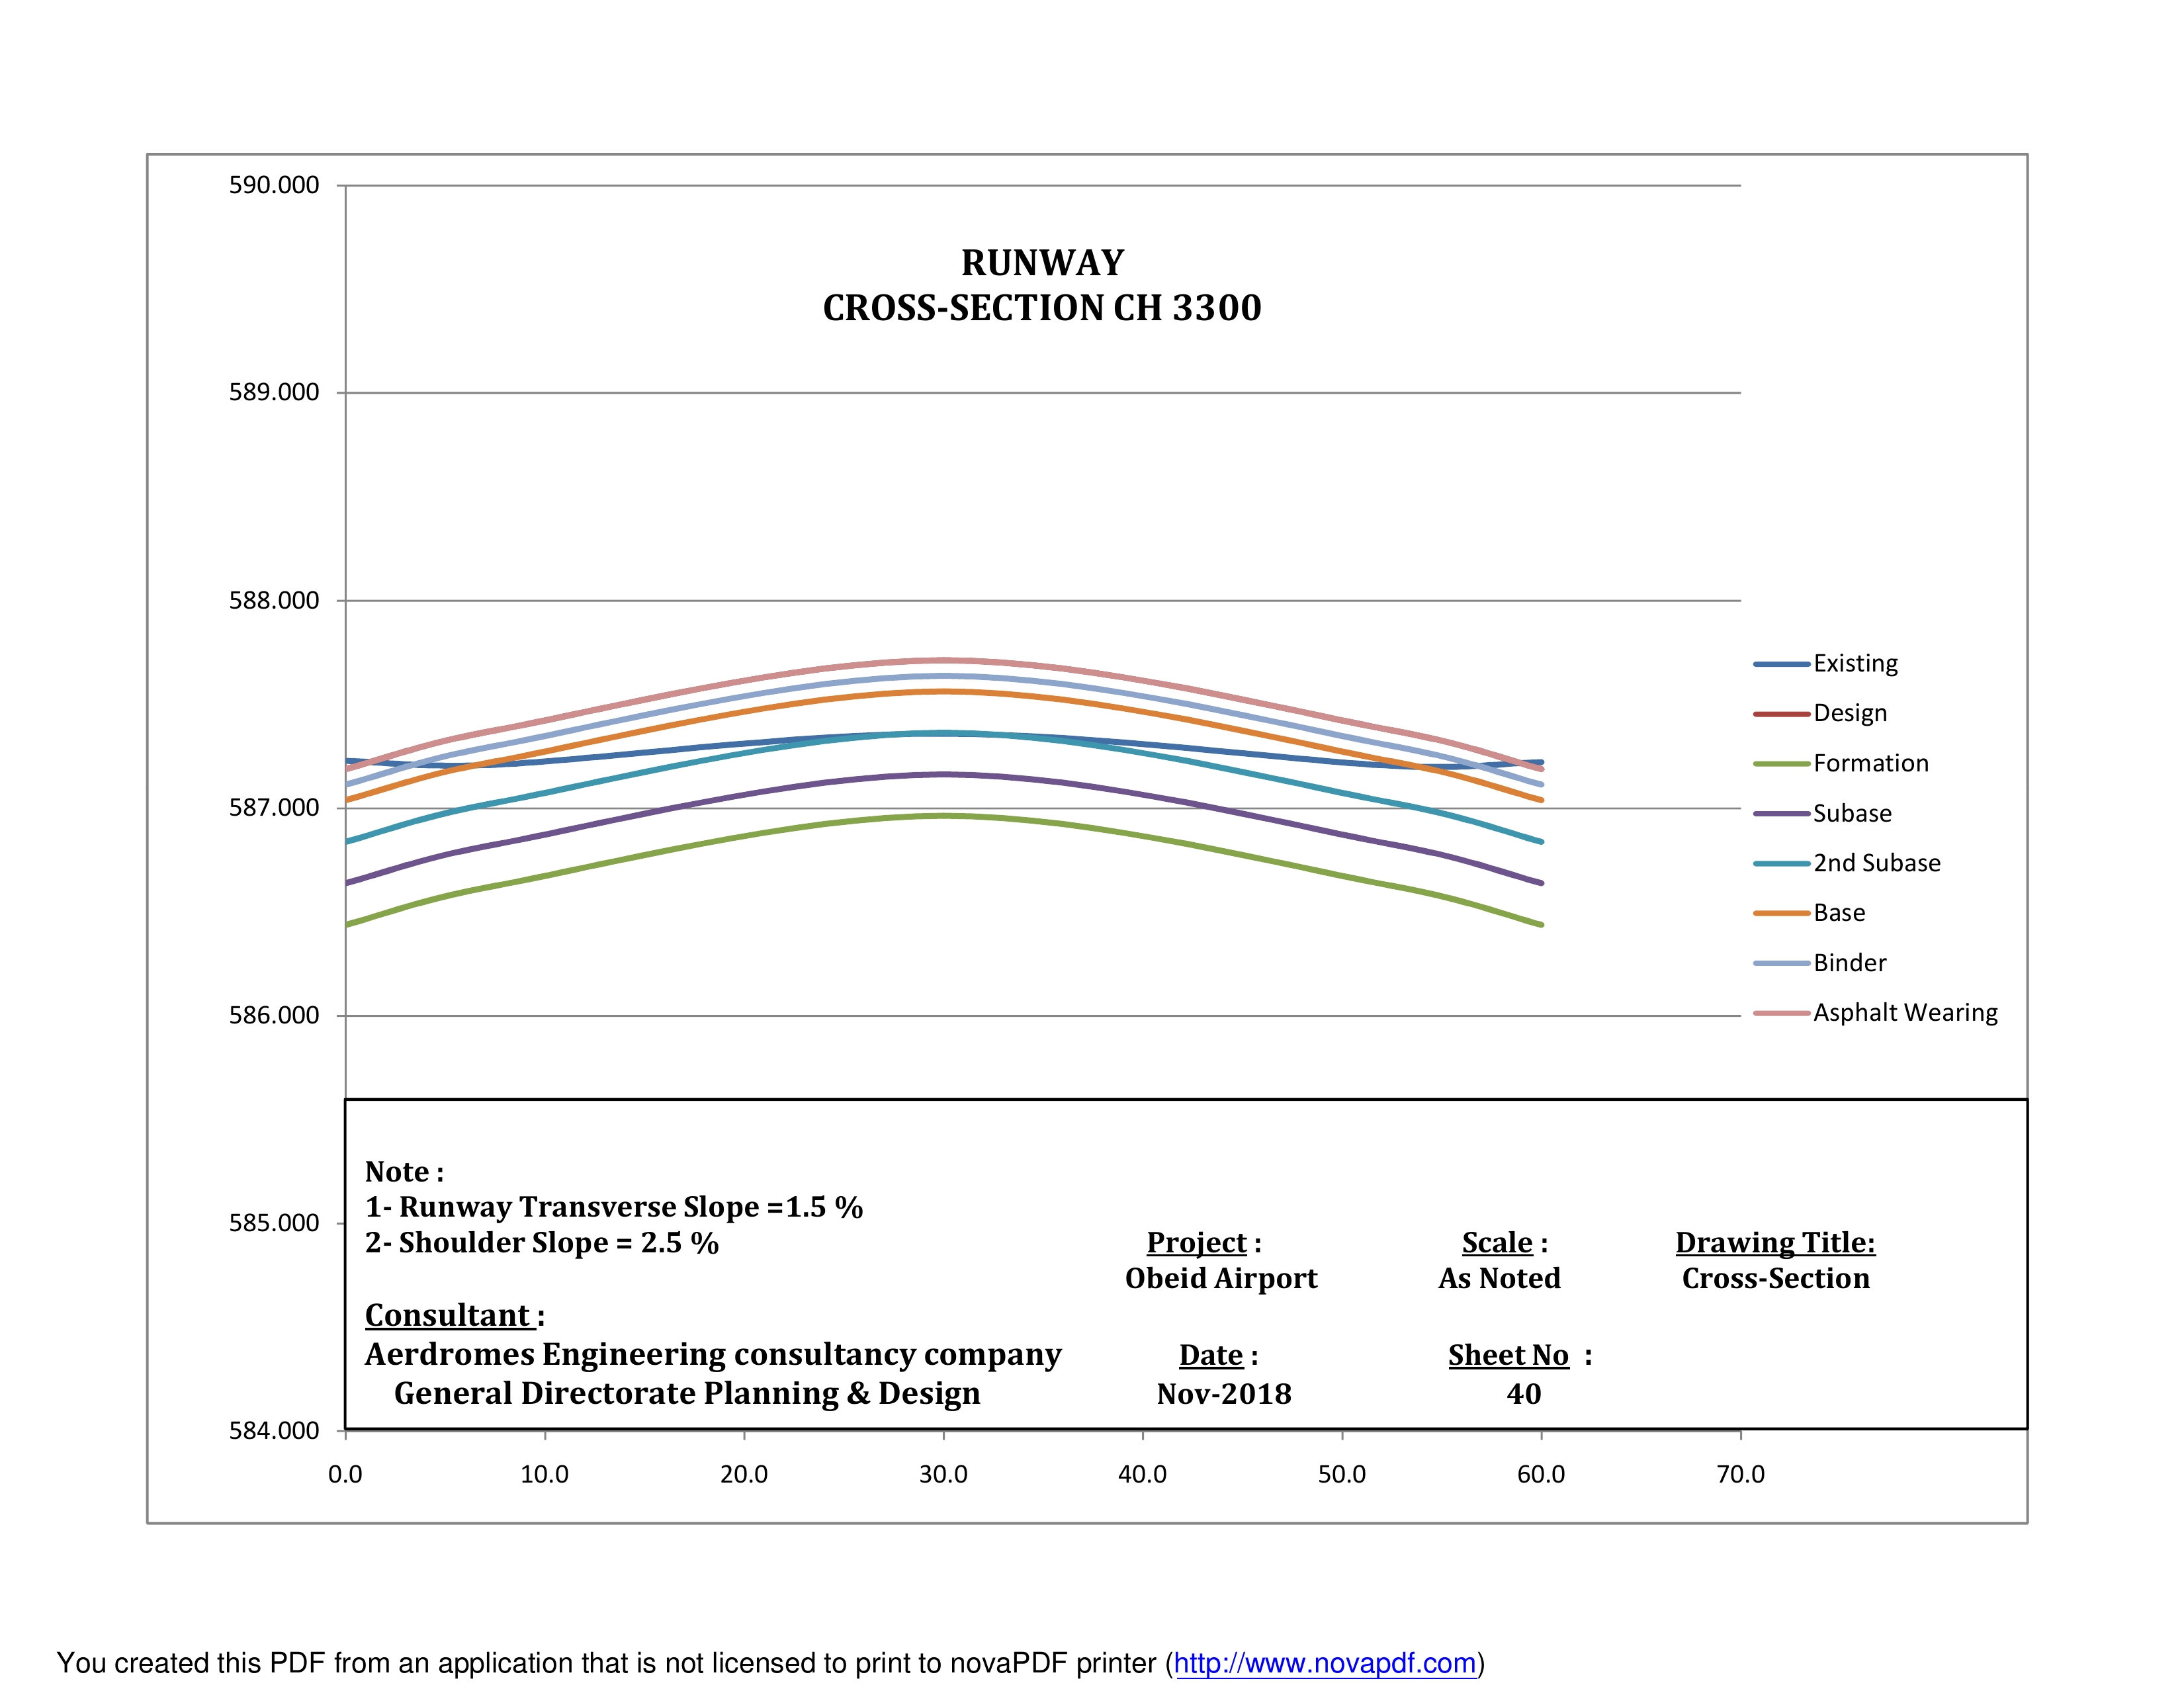 590.000
RUNWAY
CROSS-SECTION CH 3300
589.000
588.000
587.000
586.000
585.000
584.000
0.0 10.0 20.0 30.0 40.0 50.0 60.0 70.0
Existing
Design
Formation
Subase
2nd Subase
Base
Binder
Asphalt Wearing
Note :
1- Runway Transverse Slope =1.5 %
2- Shoulder Slope = 2.5 %
Consultant :
Aerdromes Engineering consultancy company
General Directorate Planning & Design
Project :
Obeid Airport
Date :
Nov-2018
Scale :
As Noted
Sheet No :
40
Drawing Title:
Cross-Section
You created this PDF from an application that is not licensed to print to novaPDF printer (http://www.novapdf.com)